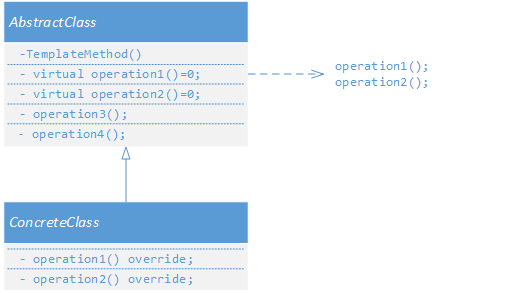 AbstractClass
-TemplateMethod()
- virtual operation1()=0;
- virtual operation2()=0;
- operation3();
- operation4();
operation1();
operation2();
ConcreteClass
- operation1() override;
- operation2() override;